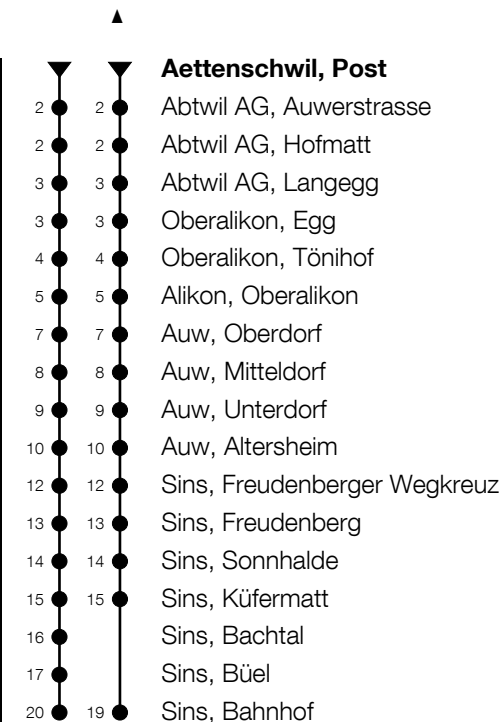 Aettenschwil, Post
2 2 Abtwil AG, Auwerstrasse
2 2 Abtwil AG, Hofmatt
3 3 Abtwil AG, Langegg
3 3 Oberalikon, Egg
4 4 Oberalikon, Tönihof
5 5 Alikon, Oberalikon
7 7 Auw, Oberdorf
8 8 Auw, Mitteldorf
9 9 Auw, Unterdorf
10 10 Auw, Altersheim
12 12 Sins, Freudenberger Wegkreuz
13 13 Sins, Freudenberg
14 14 Sins, Sonnhalde
15 15 Sins, Küfermatt
16 Sins, Bachtal
17 Sins, Büel
20 19 Sins, Bahnhof